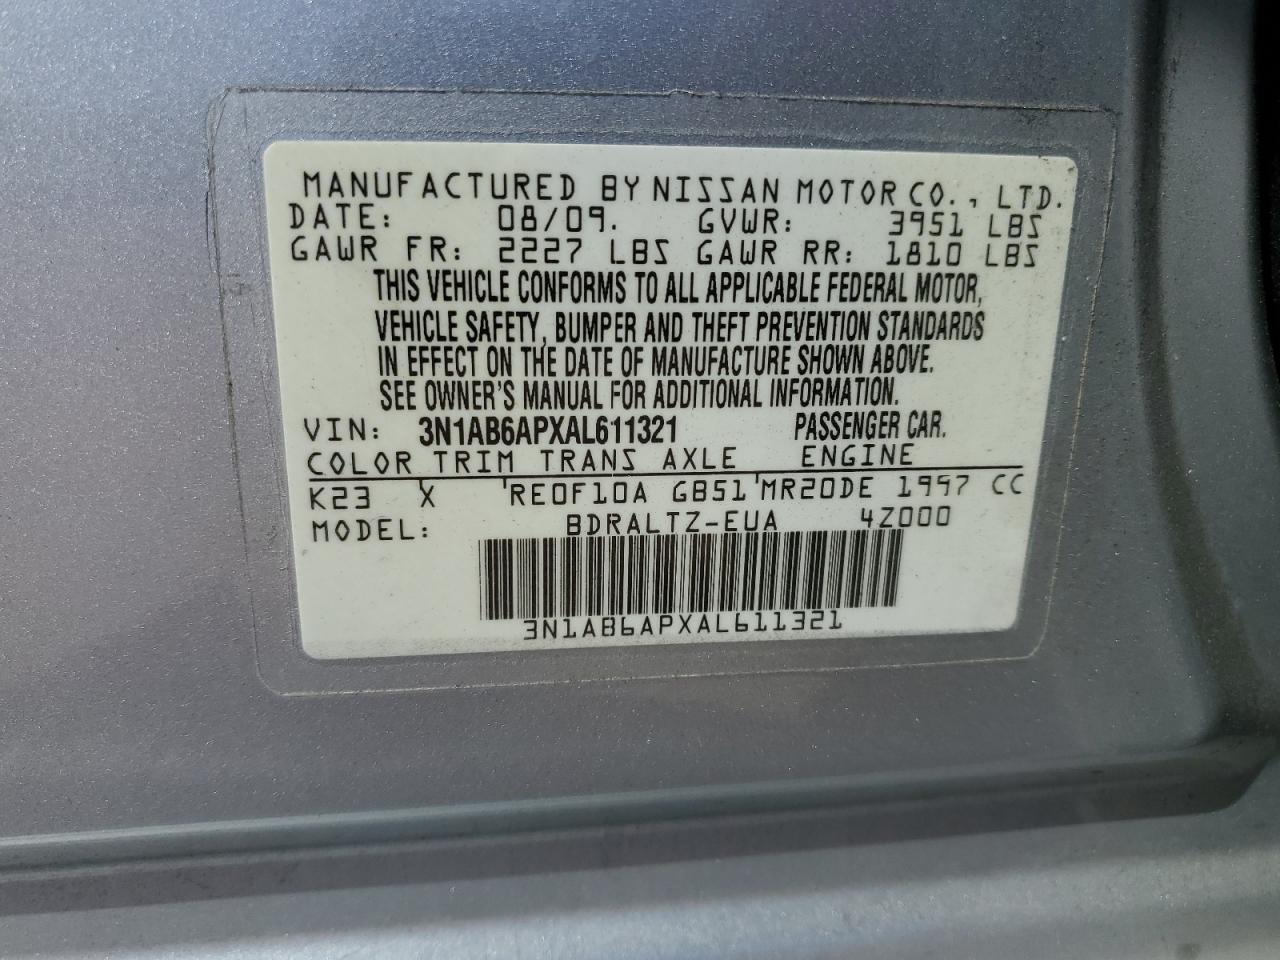 MANUFACTURED BY NISSAN MOTOR CO., LTD.
DATE: 08/09. GVWR: 3951 LBS
GAWR FR: 2227 LBS GAWR RR: 1810 LBS
THIS VEHICLE CONFORMS TO ALL APPLICABLE FEDERAL MOTOR,
VEHICLE SAFETY, BUMPER AND THEFT PREVENTION STANDARDS
IN EFFECT ON THE DATE OF MANUFACTURE SHOWN ABOVE.
SEE OWNER'S MANUAL FOR ADDITIONAL INFORMATION.
VIN: 3N1AB6APXAL611321 PASSENGER CAR.
COLOR TRIM TRANS AXLE ENGINE
K23 X RE0F10A GB51 MR20DE 1997 CC
MODEL: BDRALTZ-EUA 4Z000
3N1AB6APXAL611321